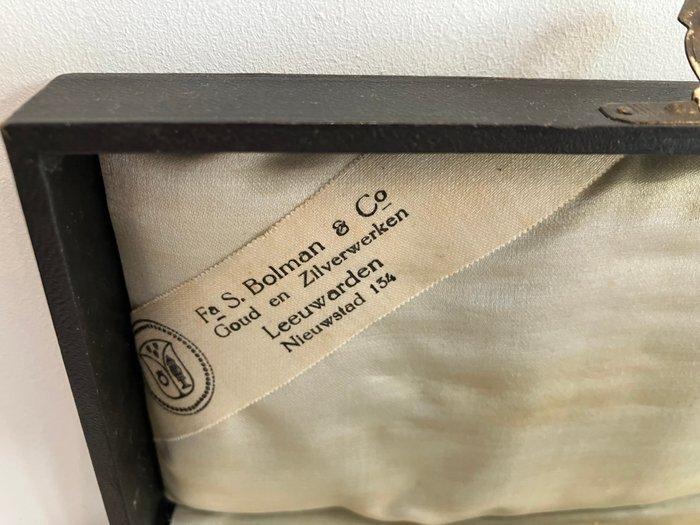 Fa S. Bolman & Co
Goud en Zilverwerken
Leeuwarden
Nieuwstad 134